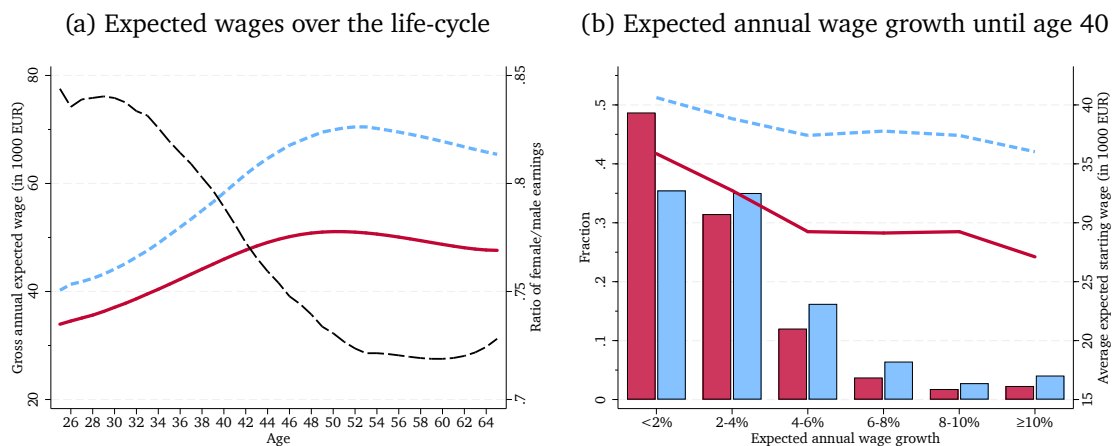 (a) Expected wages over the life-cycle
Gross annual expected wage (in 1000 EUR)
80
60
40
20
.85
.8
.75
.7
Ratio of female/male earnings
26 28 30 32 34 36 38 40 42 44 46 48 50 52 54 56 58 60 62 64
Age
(b) Expected annual wage growth until age 40
Fraction
.5
.4
.3
.2
.1
0
40
35
30
25
20
15
Average expected starting wage (in 1000 EUR)
<2% 2-4% 4-6% 6-8% 8-10% ≥10%
Expected annual wage growth